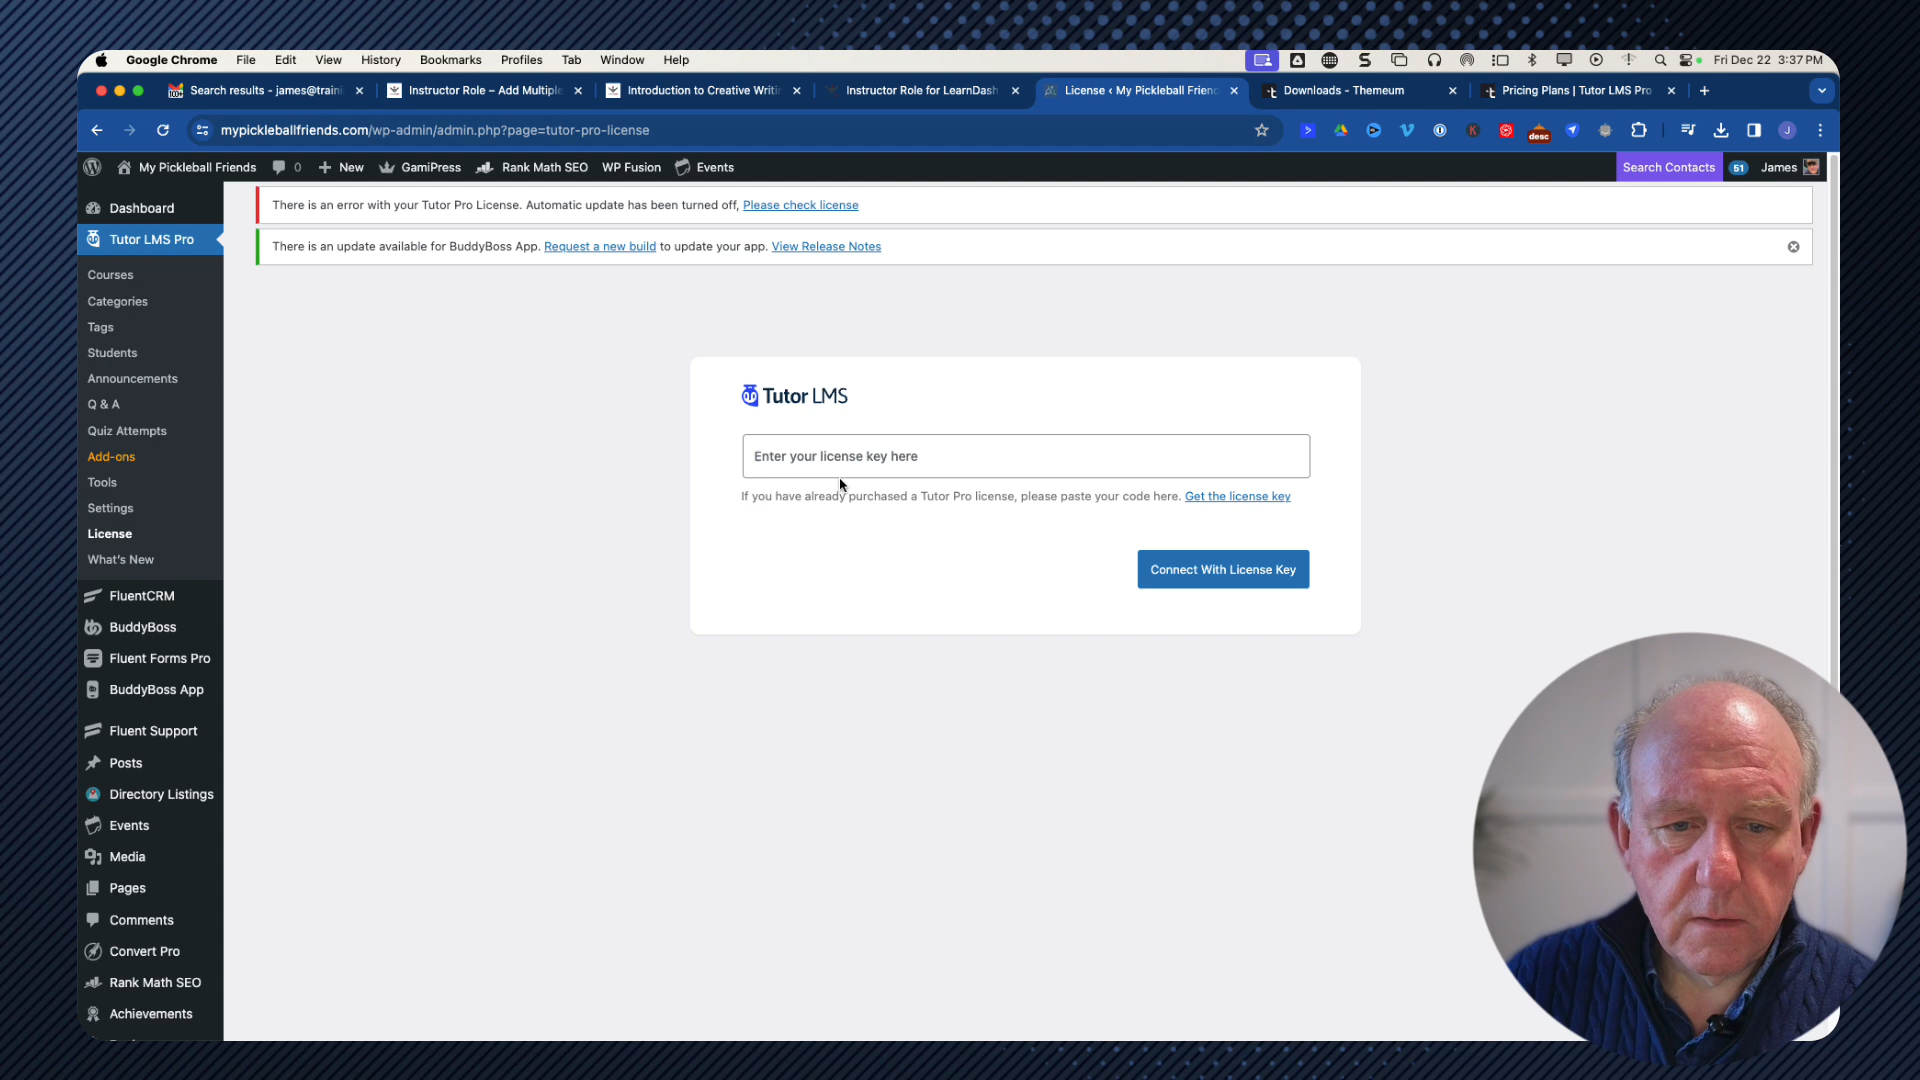 Google Chrome File Edit View History Bookmarks Profiles Tab Window Help Fri Dec 22 3:37 PM
Search results - james@traini Instructor Role – Add Multiple Introduction to Creative Writi Instructor Role for LearnDash License ‹ My Pickleball Frien Downloads - Themeum Pricing Plans | Tutor LMS Pro
mypickleballfriends.com/wp-admin/admin.php?page=tutor-pro-license
desc
J
My Pickleball Friends 0 New GamiPress Rank Math SEO WP Fusion Events Search Contacts 51 James
Dashboard
Tutor LMS Pro
Courses
Categories
Tags
Students
Announcements
Q & A
Quiz Attempts
Add-ons
Tools
Settings
License
What's New
FluentCRM
BuddyBoss
Fluent Forms Pro
BuddyBoss App
Fluent Support
Posts
Directory Listings
Events
Media
Pages
Comments
Convert Pro
Rank Math SEO
Achievements
There is an error with your Tutor Pro License. Automatic update has been turned off, Please check license
There is an update available for BuddyBoss App. Request a new build to update your app. View Release Notes
Tutor LMS
Enter your license key here
If you have already purchased a Tutor Pro license, please paste your code here. Get the license key
Connect With License Key